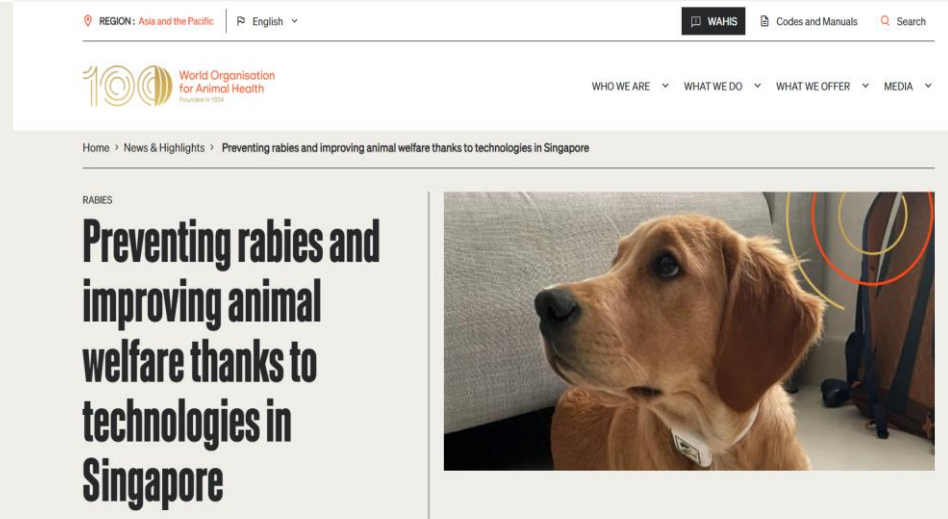 REGION: Asia and the Pacific English
WAHIS Codes and Manuals Search
100 World Organisation
for Animal Health
Founded in 1924
WHO WE ARE WHAT WE DO WHAT WE OFFER MEDIA
Home > News & Highlights > Preventing rabies and improving animal welfare thanks to technologies in Singapore
RABIES
Preventing rabies and
improving animal
welfare thanks to
technologies in
Singapore